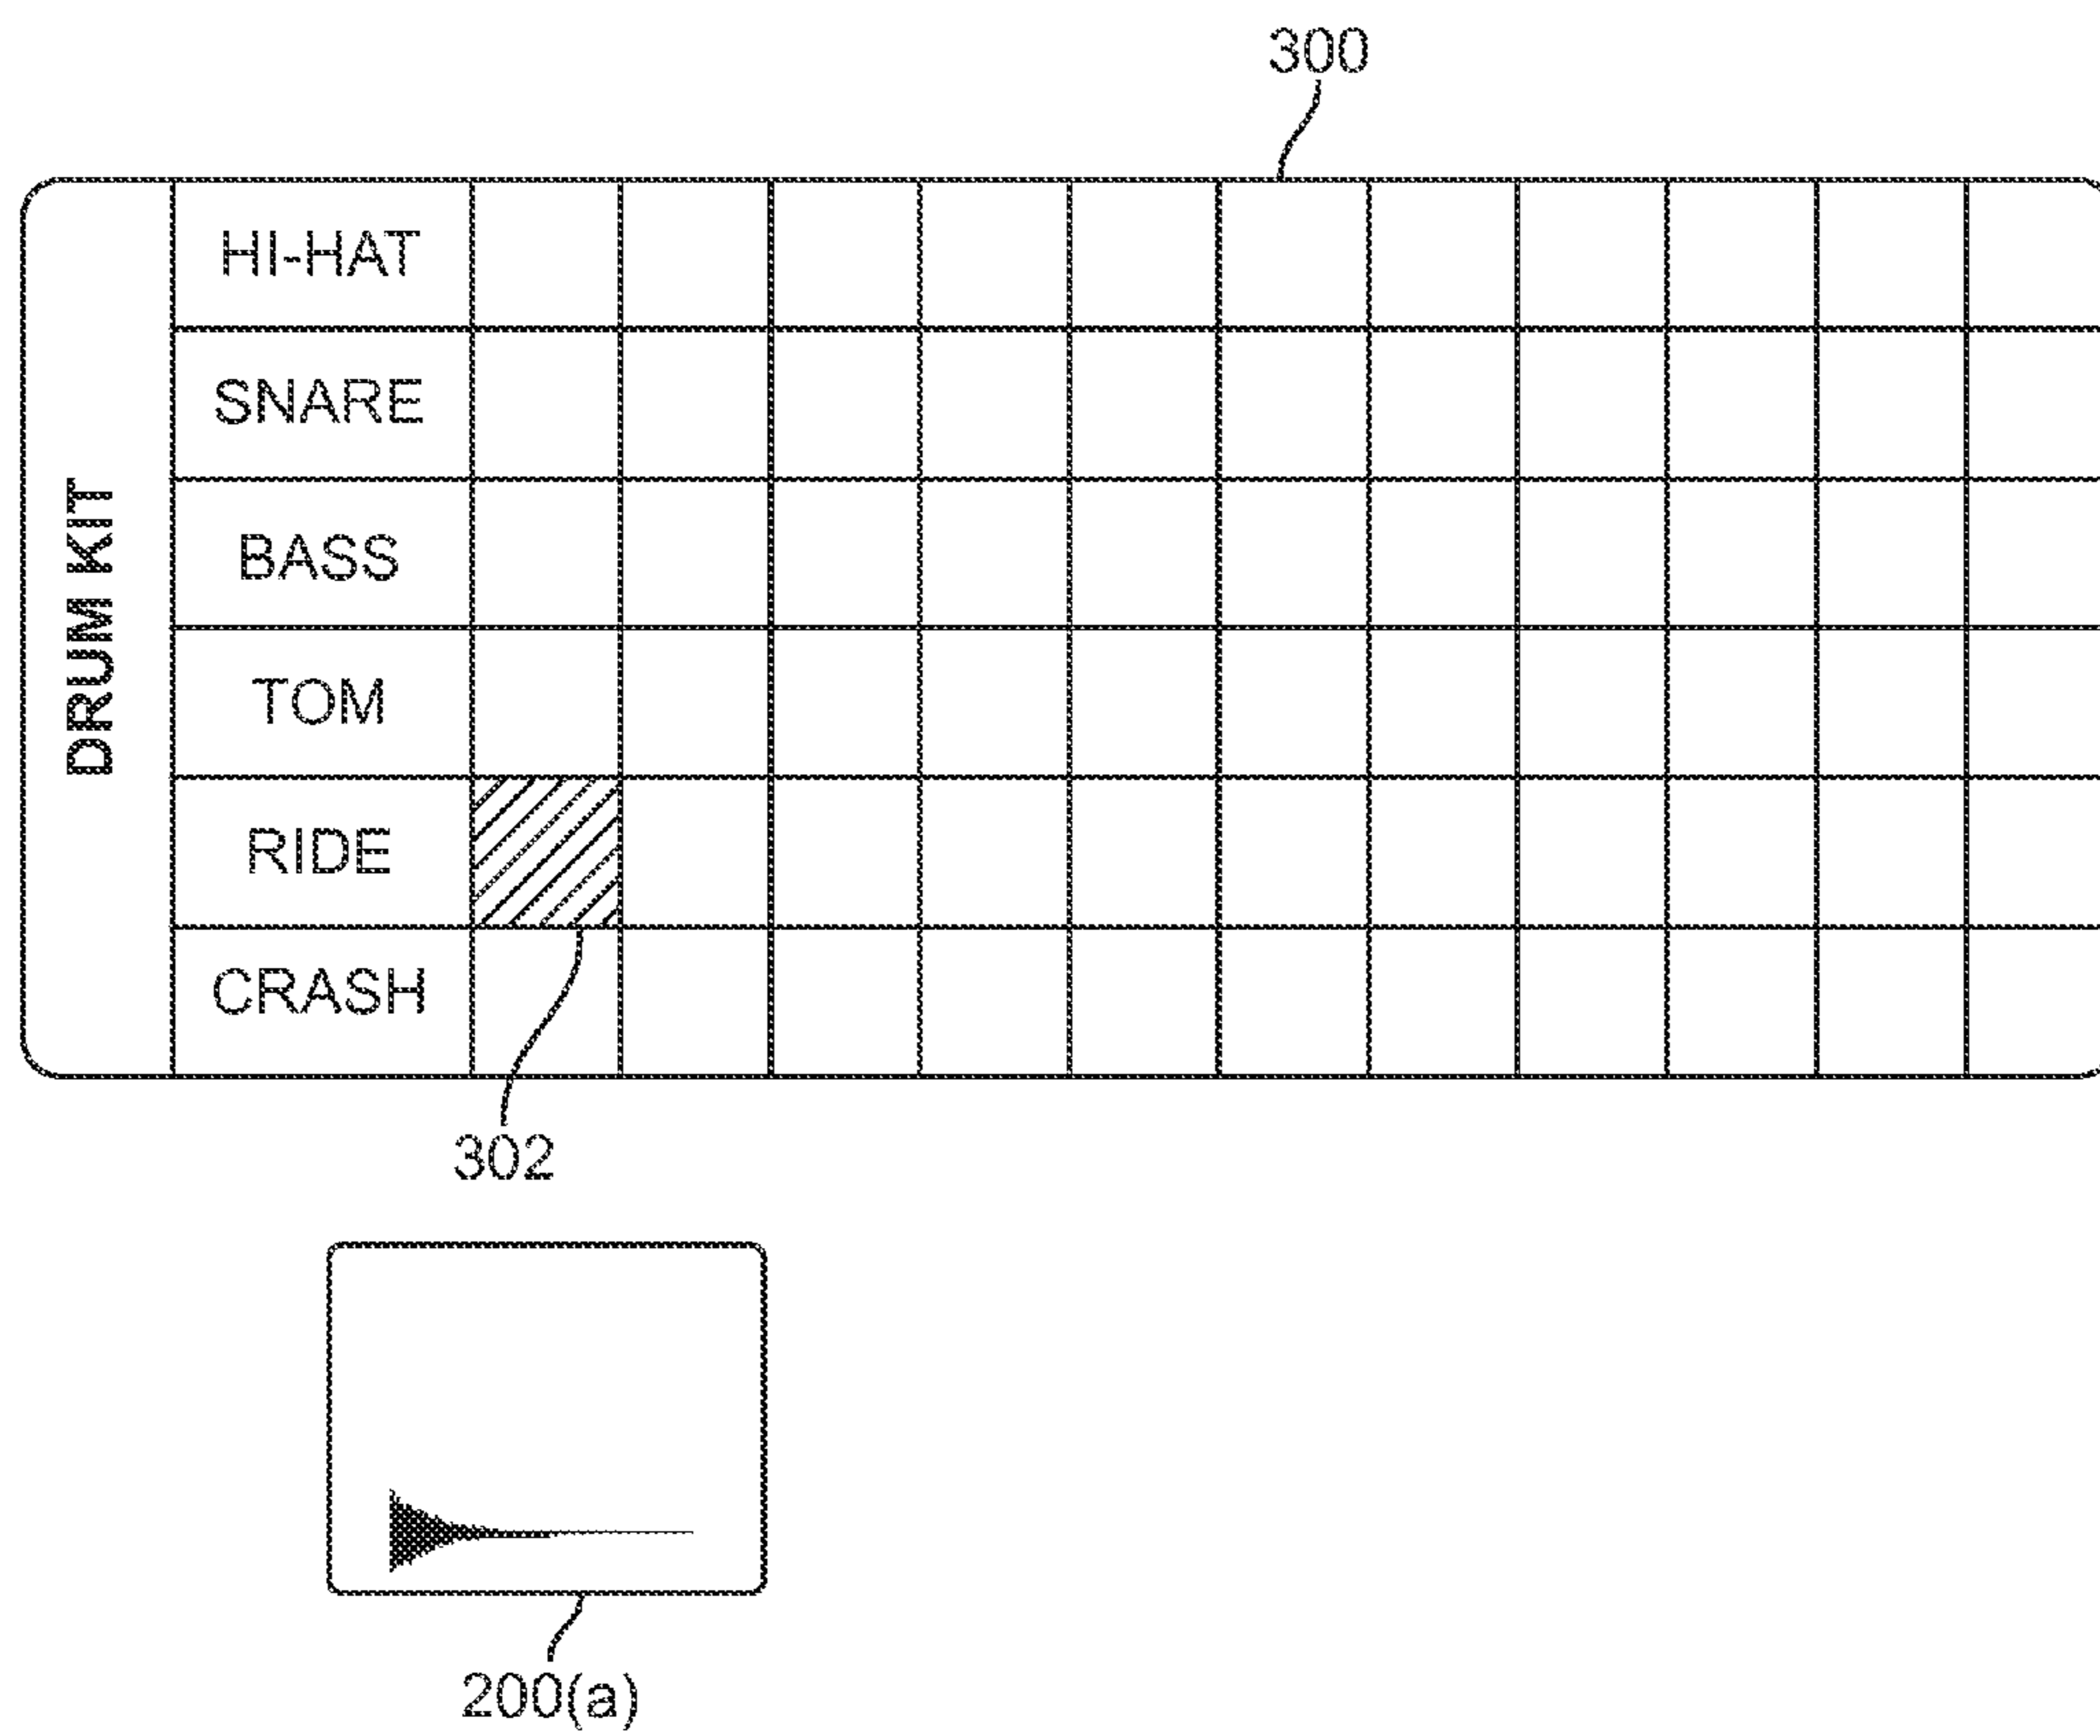 300
DRUM KIT
HI-HAT
SNARE
BASS
TOM
RIDE
CRASH
302
200(a)